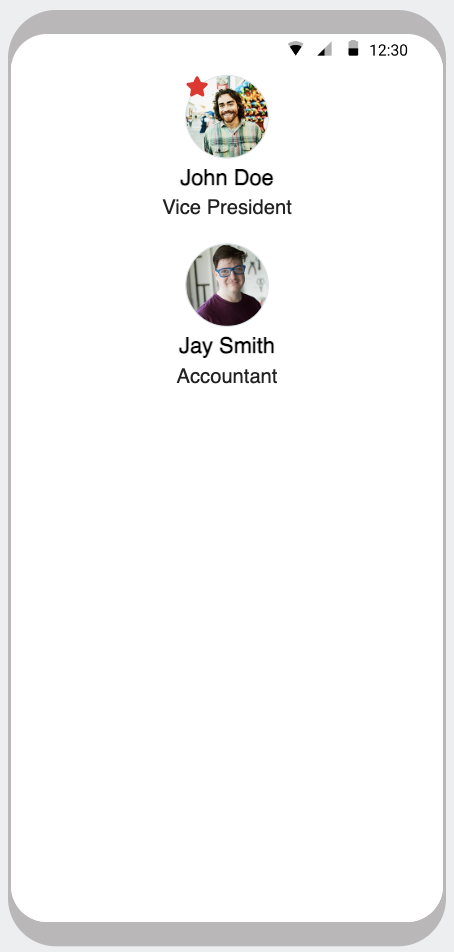 12:30
John Doe
Vice President
Jay Smith
Accountant